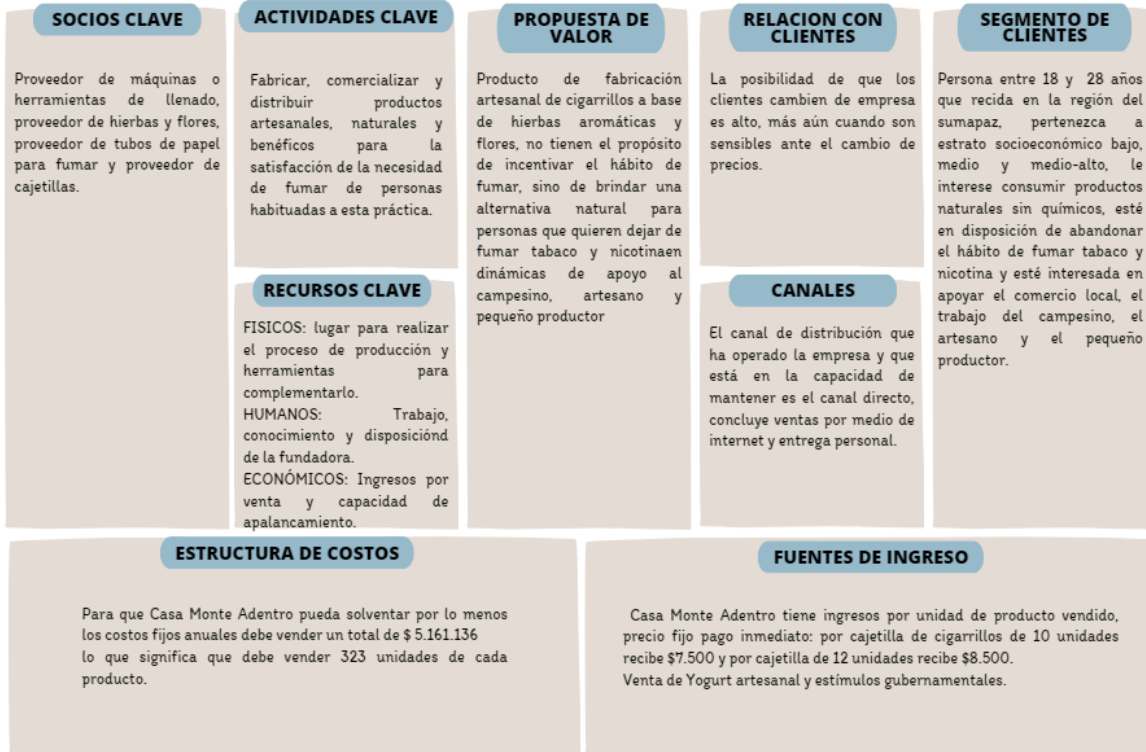 SOCIOS CLAVE
Proveedor de máquinas o
herramientas de llenado,
proveedor de hierbas y flores,
proveedor de tubos de papel
para fumar y proveedor de
cajetillas.
ACTIVIDADES CLAVE
Fabricar, comercializar y
distribuir productos
artesanales, naturales y
benéficos para la
satisfacción de la necesidad
de fumar de personas
habituadas a esta práctica.
RECURSOS CLAVE
FISICOS: lugar para realizar
el proceso de producción y
herramientas para
complementarlo.
HUMANOS: Trabajo,
conocimiento y disposiciónd
de la fundadora.
ECONÓMICOS: Ingresos por
venta y capacidad de
apalancamiento.
PROPUESTA DE
VALOR
Producto de fabricación
artesanal de cigarrillos a base
de hierbas aromáticas y
flores, no tienen el propósito
de incentivar el hábito de
fumar, sino de brindar una
alternativa natural para
personas que quieren dejar de
fumar tabaco y nicotinaen
dinámicas de apoyo al
campesino, artesano y
pequeño productor
RELACION CON
CLIENTES
La posibilidad de que los
clientes cambien de empresa
es alto, más aún cuando son
sensibles ante el cambio de
precios.
CANALES
El canal de distribución que
ha operado la empresa y que
está en la capacidad de
mantener es el canal directo,
concluye ventas por medio de
internet y entrega personal.
SEGMENTO DE
CLIENTES
Persona entre 18 y 28 años
que recida en la región del
sumapaz, pertenezca a
estrato socioeconómico bajo,
medio y medio-alto, le
interese consumir productos
naturales sin químicos, esté
en disposición de abandonar
el hábito de fumar tabaco y
nicotina y esté interesada en
apoyar el comercio local, el
trabajo del campesino, el
artesano y el pequeño
productor.
ESTRUCTURA DE COSTOS
Para que Casa Monte Adentro pueda solventar por lo menos
los costos fijos anuales debe vender un total de $ 5.161.136
lo que significa que debe vender 323 unidades de cada
producto.
FUENTES DE INGRESO
Casa Monte Adentro tiene ingresos por unidad de producto vendido,
precio fijo pago inmediato: por cajetilla de cigarrillos de 10 unidades
recibe $7.500 y por cajetilla de 12 unidades recibe $8.500.
Venta de Yogurt artesanal y estímulos gubernamentales.